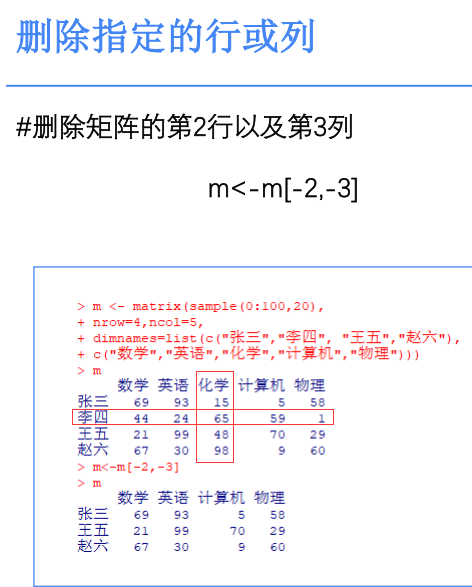 删除指定的行或列
#删除矩阵的第2行以及第3列
m<-m[-2,-3]
> m <- matrix(sample(0:100,20),
+ nrow=4,ncol=5,
+ dimnames=list(c("张三","李四", "王五","赵六"),
+ c("数学","英语","化学","计算机","物理")))
> m
数学 英语 化学 计算机 物理
张三 69 93 15 5 58
李四 44 24 65 59 1
王五 21 99 48 70 29
赵六 67 30 98 9 60
> m<-m[-2,-3]
> m
数学 英语 计算机 物理
张三 69 93 5 58
王五 21 99 70 29
赵六 67 30 9 60